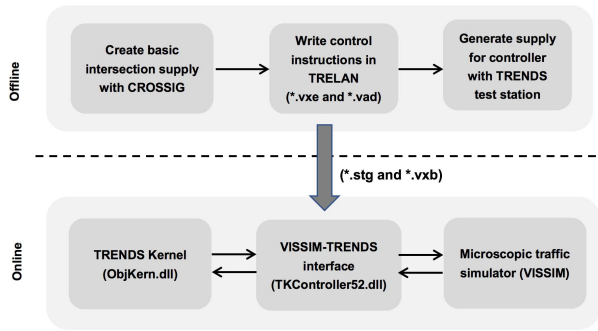 Offline
Create basic
intersection supply
with CROSSIG
Write control
instructions in
TRELAN
(*.vxe and *.vad)
Generate supply
for controller
with TRENDS
test station
(*.stg and *.vxb)
Online
TRENDS Kernel
(ObjKern.dll)
VISSIM-TRENDS
interface
(TKController52.dll)
Microscopic traffic
simulator (VISSIM)